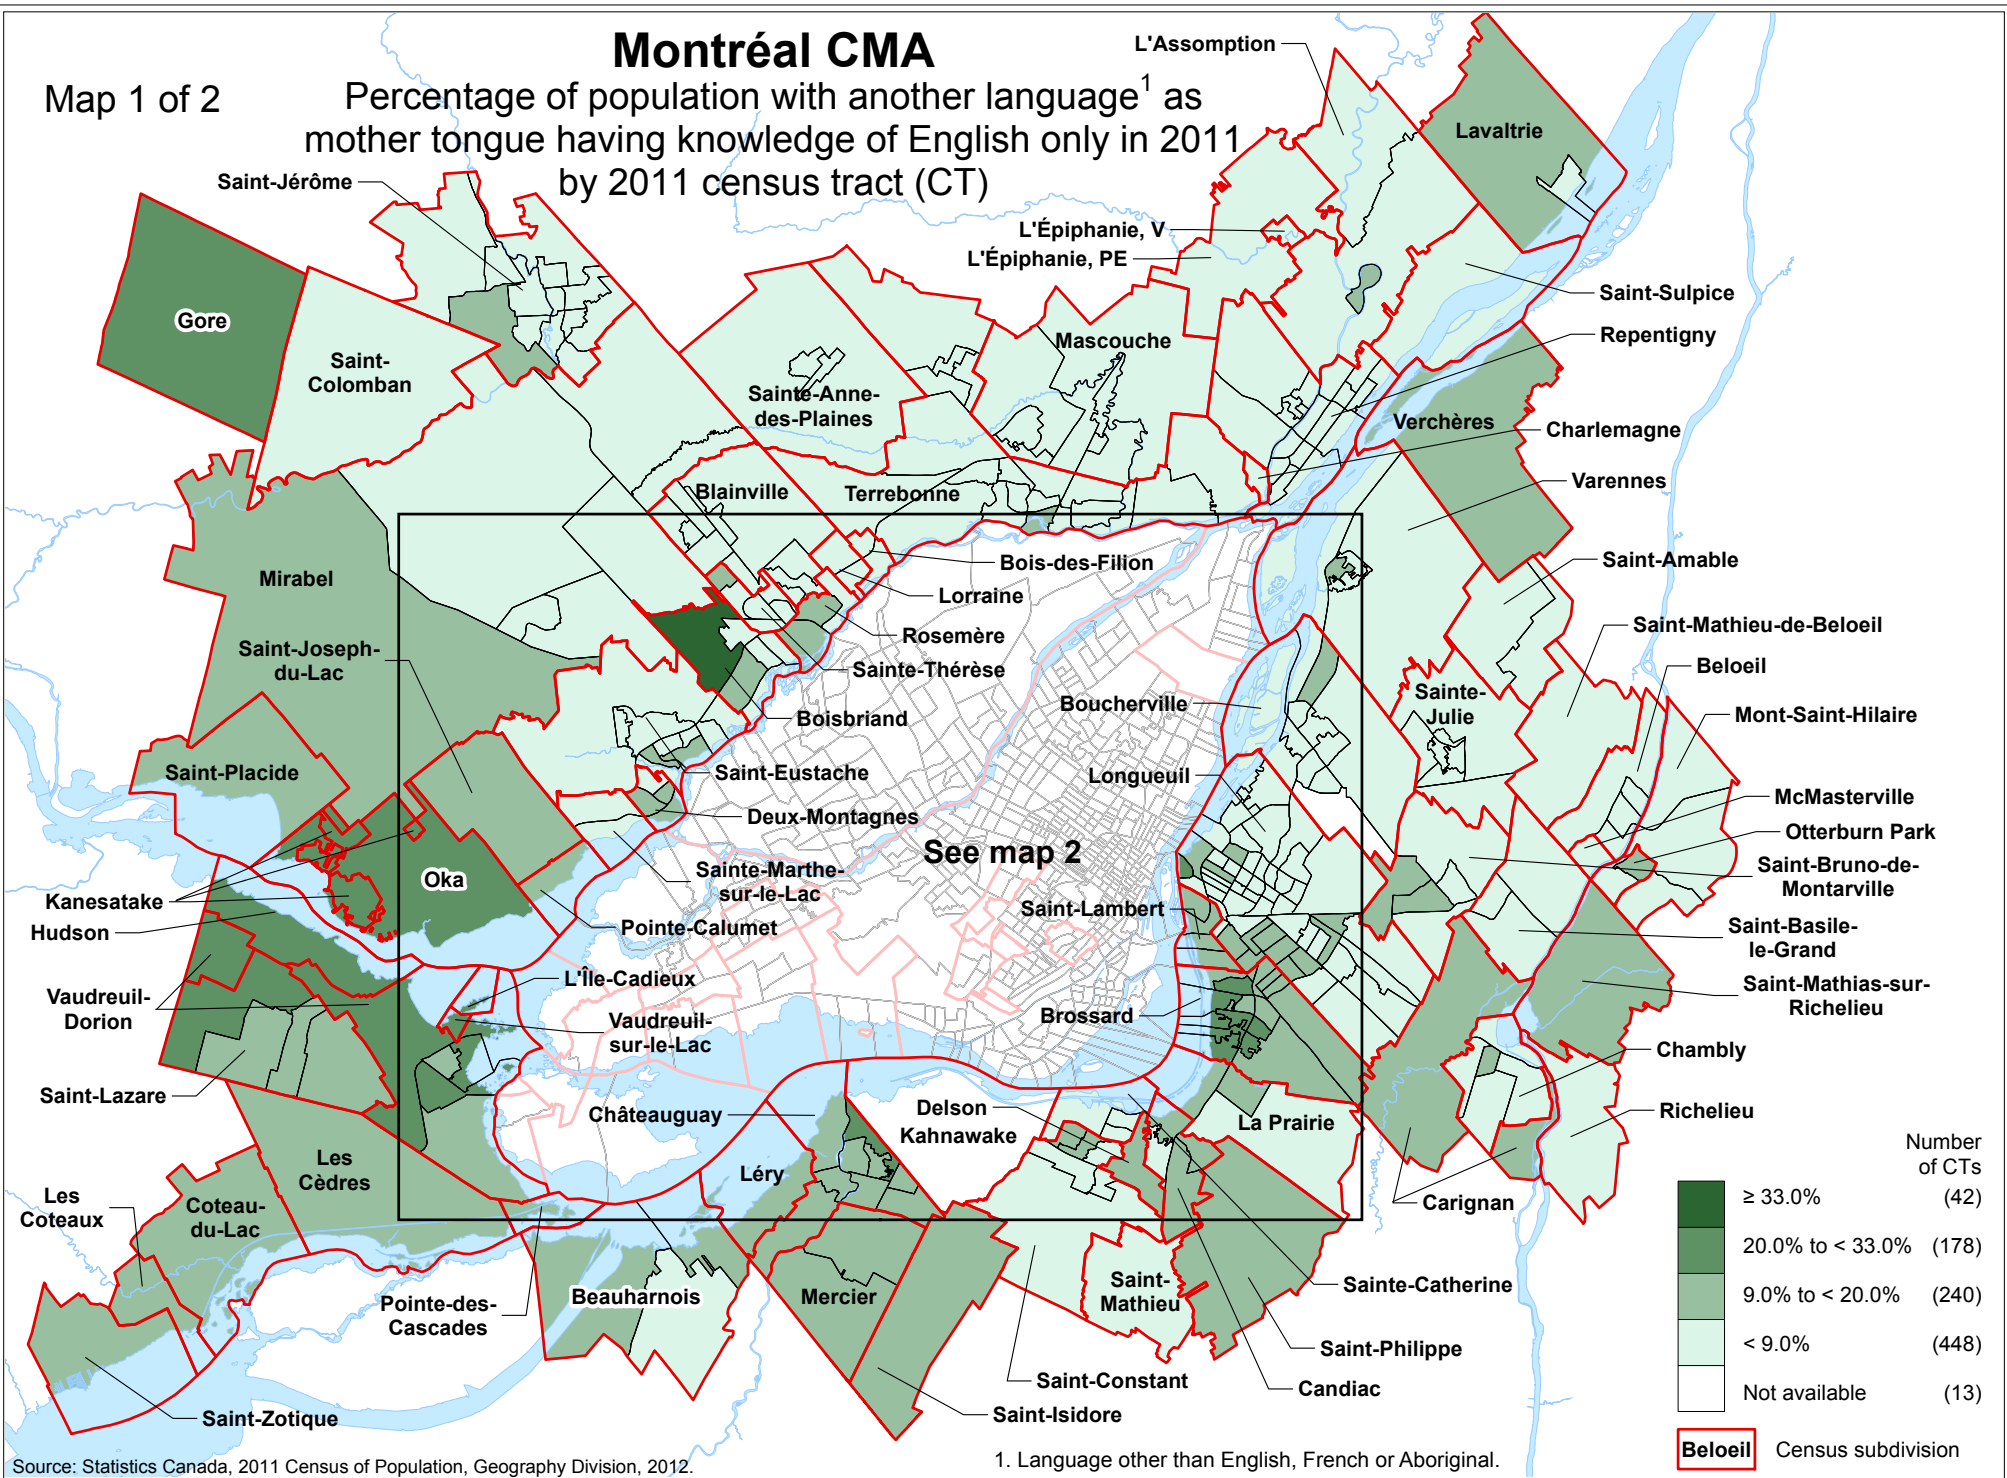 Montréal CMA
Map 1 of 2
Percentage of population with another language1 as
mother tongue having knowledge of English only in 2011
by 2011 census tract (CT)
L'Assomption
Lavaltrie
Saint-Jérôme
L'Épiphanie, V
L'Épiphanie, PE
Saint-Sulpice
Gore
Repentigny
Saint-
Colomban
Mascouche
Sainte-Anne-
des-Plaines
Verchères
Charlemagne
Varennes
Blainville
Terrebonne
Mirabel
Bois-des-Filion
Saint-Amable
Lorraine
Rosemère
Saint-Mathieu-de-Beloeil
Saint-Joseph-
du-Lac
Sainte-Thérèse
Beloeil
Sainte-
Julie
Boucherville
Boisbriand
Mont-Saint-Hilaire
Saint-Placide
Saint-Eustache
Longueuil
McMasterville
Deux-Montagnes
Otterburn Park
See map 2
Sainte-Marthe-
sur-le-Lac
Saint-Bruno-de-
Montarville
Oka
Kanesatake
Saint-Lambert
Hudson
Pointe-Calumet
Saint-Basile-
le-Grand
L'Île-Cadieux
Saint-Mathias-sur-
Richelieu
Vaudreuil-
Dorion
Vaudreuil-
sur-le-Lac
Brossard
Chambly
Saint-Lazare
Châteauguay
Delson
Kahnawake
La Prairie
Richelieu
Les
Cèdres
Léry
Carignan
Les
Coteaux
Coteau-
du-Lac
Beauharnois
Mercier
Saint-
Mathieu
Sainte-Catherine
Pointe-des-
Cascades
Saint-Philippe
Saint-Constant
Candiac
Saint-Zotique
Saint-Isidore
Number
of CTs
≥ 33.0% (42)
20.0% to < 33.0% (178)
9.0% to < 20.0% (240)
< 9.0% (448)
Not available (13)
Beloeil Census subdivision
Source: Statistics Canada, 2011 Census of Population, Geography Division, 2012.
1. Language other than English, French or Aboriginal.